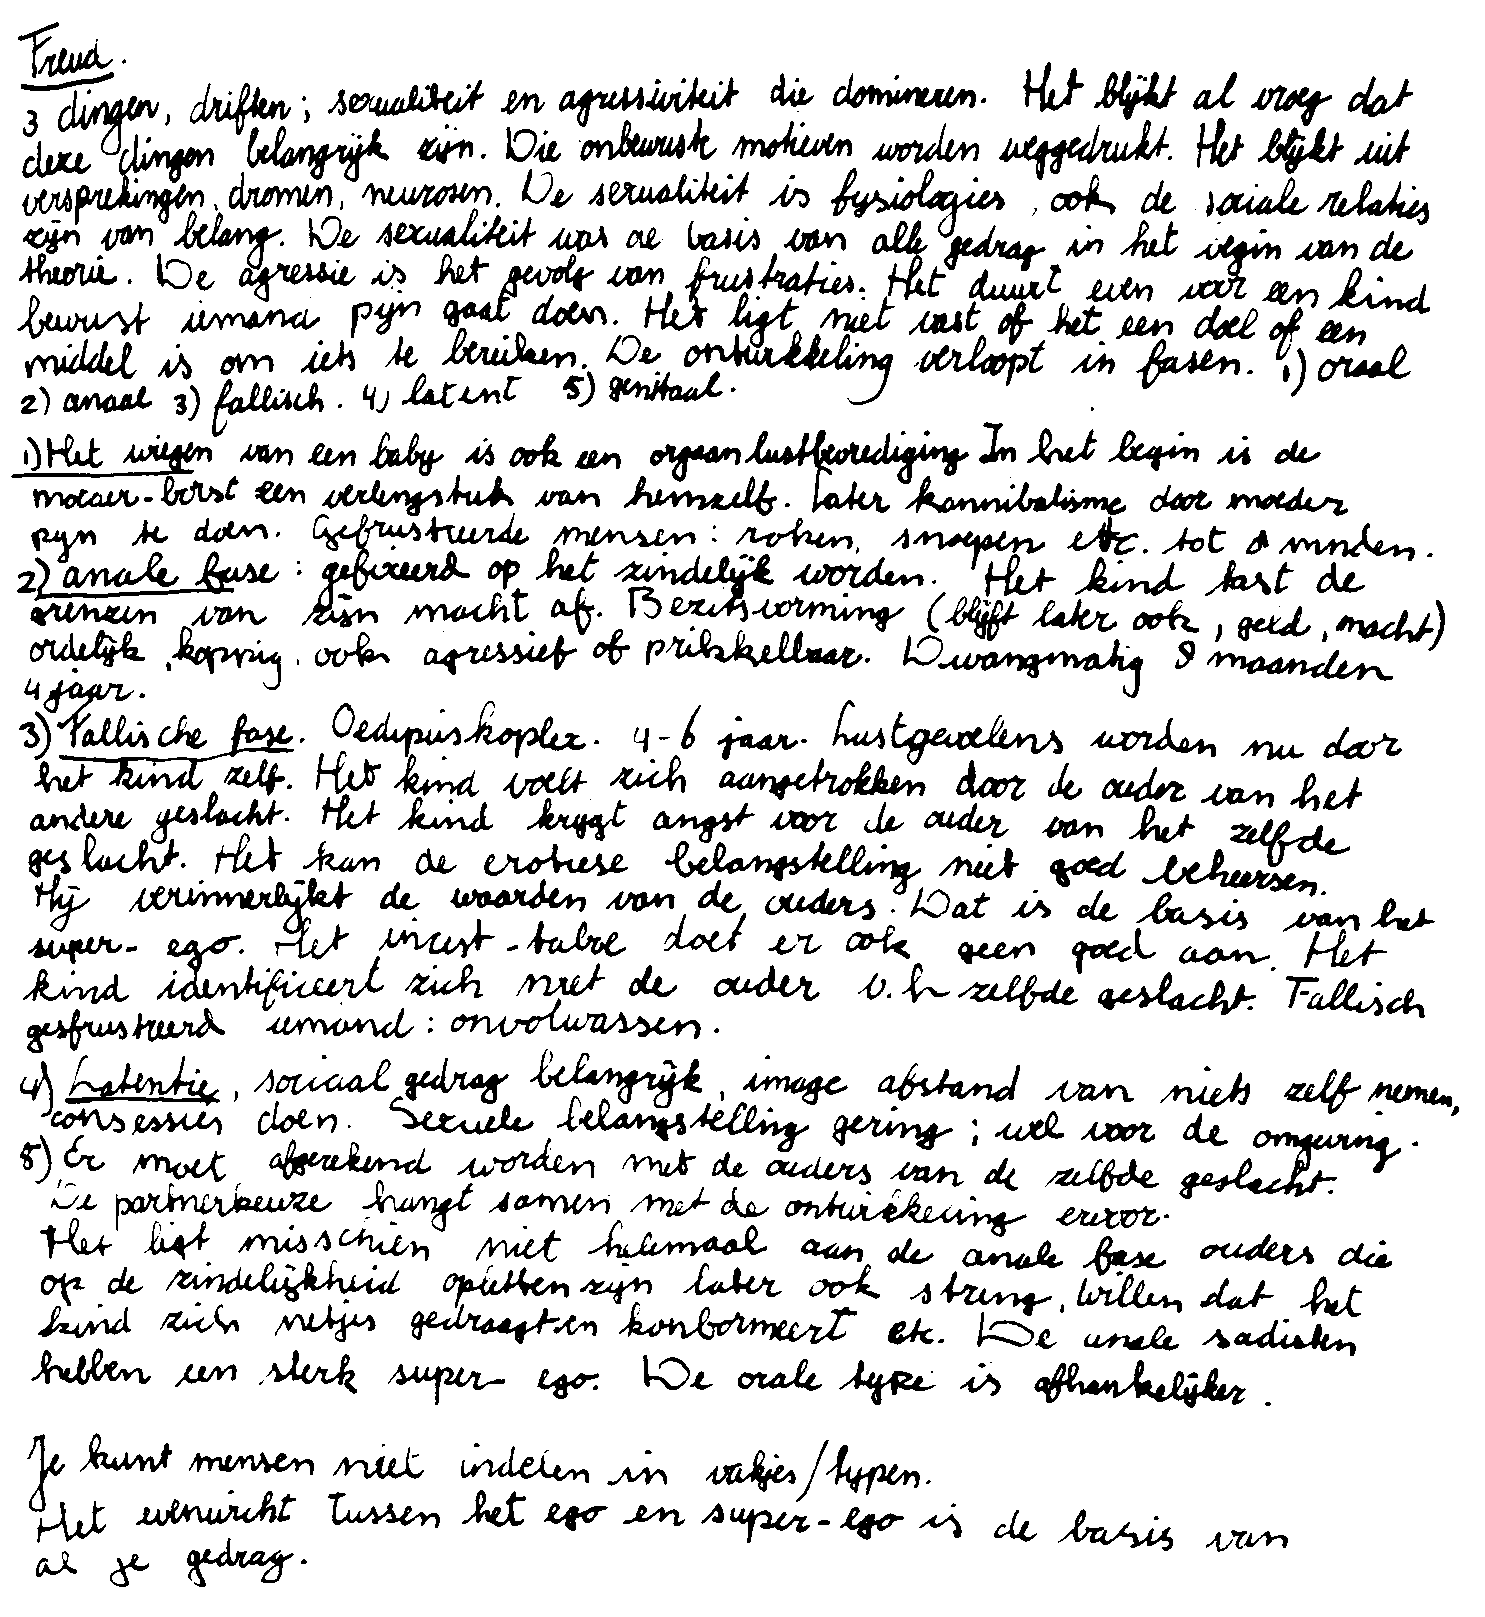 Freud.
3 dingen, driften; sexualiteit en agressiviteit die domineren. Het blijkt al vroeg dat
deze dingen belangrijk zijn. Die onbewuste motieven worden weggedrukt. Het blijkt uit
versprekingen, dromen, neurosen. De sexualiteit is fysiologies, ook de sociale relaties
zijn van belang. De sexualiteit was de basis van alle gedrag in het begin van de
theorie. De agressie is het gevolg van frustraties. Het duurt even voor een kind
bewust iemand pijn gaat doen. Het ligt niet vast of het een doel of een
middel is om iets te bereiken. De ontwikkeling verloopt in fasen. 1) oraal
2) anaal 3) fallisch. 4) latent 5) genitaal.
1) Het wiegen van een baby is ook een orgaanlustbevrediging In het begin is de
moeder-borst een verlengstuk van hemzelf. Later kannibalisme door moeder
pijn te doen. Gefrustreerde mensen: roken, snoepen etc. tot 8 mnden.
2) anale fase: gefixeerd op het zindelijk worden. Het kind tast de
grenzen van zijn macht af. Bezitsvorming (blijft later ook, geld, macht)
ordelijk, koppig, ook agressief of prikkelbaar. Dwangmatig 8 maanden
4 jaar.
3) Fallische fase. Oedipuskoplex. 4-6 jaar. Lustgevoelens worden nu door
het kind zelf. Het kind voelt zich aangetrokken door de ouder van het
andere geslacht. Het kind krijgt angst voor de ouder van het zelfde
geslacht. Het kan de erotiese belangstelling niet goed beheersen.
Hij verinnerlijkt de waarden van de ouders. Dat is de basis van het
super-ego. Het incest-taboe doet er ook geen goed aan. Het
kind identificeert zich met de ouder v.h zelfde geslacht. Fallisch
gesfrustreerd iemand: onvolwassen.
4) Latentie, sociaal gedrag belangrijk, image afstand van niets zelf nemen,
consessies doen. Sexuele belangstelling gering; wel voor de omgeving.
5) Er moet afgerekend worden met de ouders van de zelfde geslacht.
De partnerkeuze hangt samen met de ontwikkeling ervoor.
Het ligt misschien niet helemaal aan de anale fase ouders die
op de zindelijkheid opletten zijn later ook streng, willen dat het
kind zich netjes gedraagt en konformeert etc. De anale sadisten
hebben een sterk super-ego. De orale type is afhankelijker.
Je kunt mensen niet indelen in vakjes/typen.
Het evenwicht tussen het ego en super-ego is de basis van
al je gedrag.